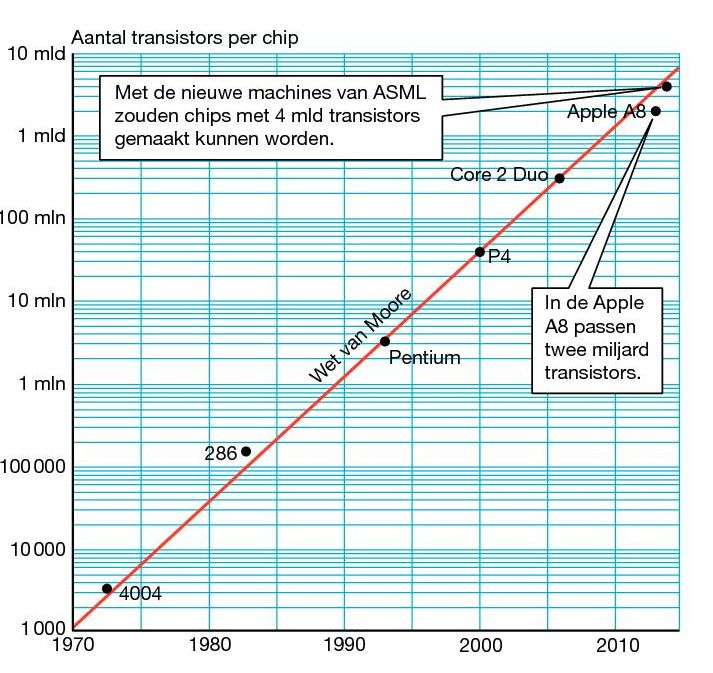 Aantal transistors per chip
10 mld
Met de nieuwe machines van ASML
zouden chips met 4 mld transistors
gemaakt kunnen worden.
Apple A8
1 mld
Core 2 Duo
100 mln
P4
10 mln
In de Apple
A8 passen
twee miljard
transistors.
Wet van Moore
Pentium
1 mln
286
100 000
10 000
4004
1 000
1970 1980 1990 2000 2010